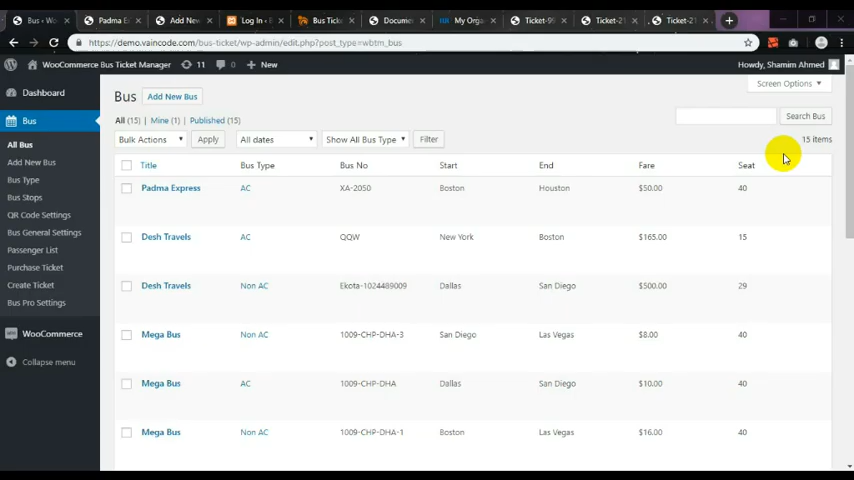 Bus ‹ Wo
Padma E
Add New
Log In ‹ B
Bus Ticke
Docume
My Orga
Ticket-99
Ticket-21
Ticket-21
https://demo.vaincode.com/bus-ticket/wp-admin/edit.php?post_type=wbtm_bus
WooCommerce Bus Ticket Manager 11 0 + New Howdy, Shamim Ahmed
Screen Options
Dashboard
Bus
All Bus
Add New Bus
Bus Type
Bus Stops
QR Code Settings
Bus General Settings
Passenger List
Purchase Ticket
Create Ticket
Bus Pro Settings
WooCommerce
Collapse menu
Bus Add New Bus
All (15) | Mine (1) | Published (15)
Search Bus
Bulk Actions Apply All dates Show All Bus Type Filter 15 items
Title Bus Type Bus No Start End Fare Seat
Padma Express AC XA-2050 Boston Houston $50.00 40
Desh Travels AC QQW New York Boston $165.00 15
Desh Travels Non AC Ekota-1024489009 Dallas San Diego $500.00 29
Mega Bus Non AC 1009-CHP-DHA-3 San Diego Las Vegas $8.00 40
Mega Bus AC 1009-CHP-DHA Dallas San Diego $10.00 40
Mega Bus Non AC 1009-CHP-DHA-1 Boston Las Vegas $16.00 40